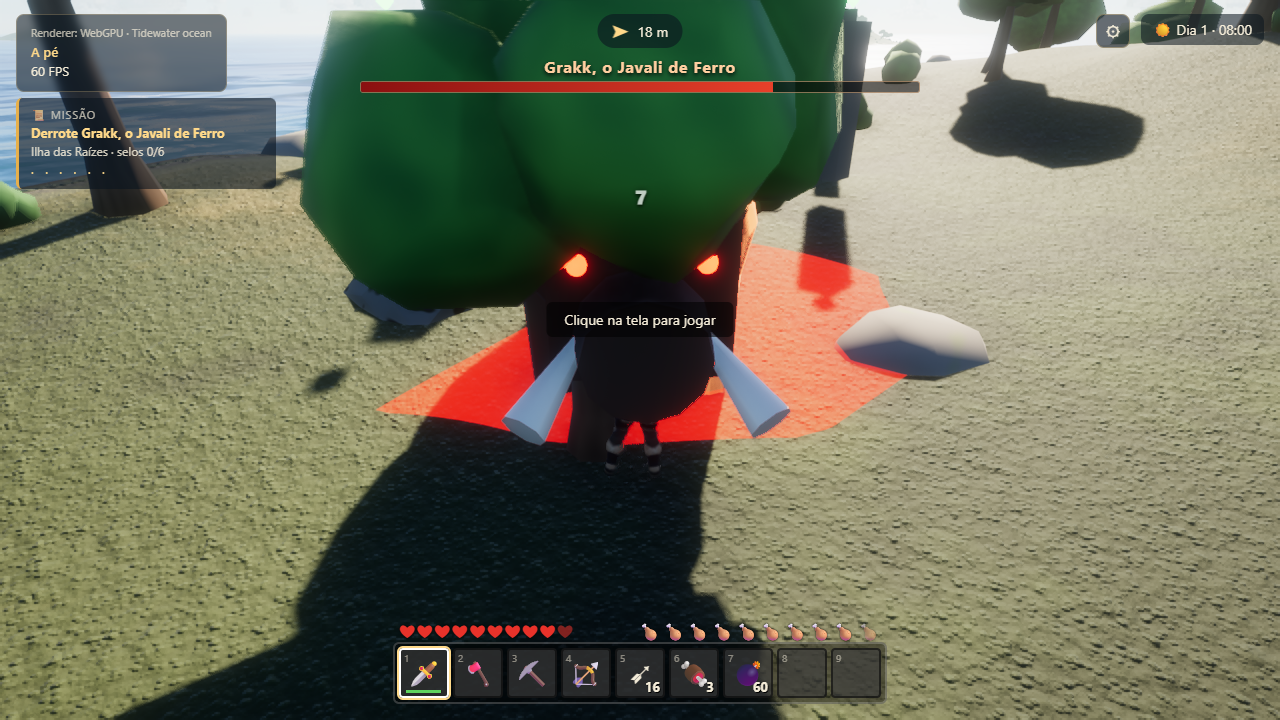 Renderer: WebGPU · Tidewater ocean
A pé
60 FPS
MISSÃO
Derrote Grakk, o Javali de Ferro
Ilha das Raízes · selos 0/6
18 m
Grakk, o Javali de Ferro
Dia 1 · 08:00
7
Clique na tela para jogar
1 2 3 4 5 6 7 8 9
16 3 60